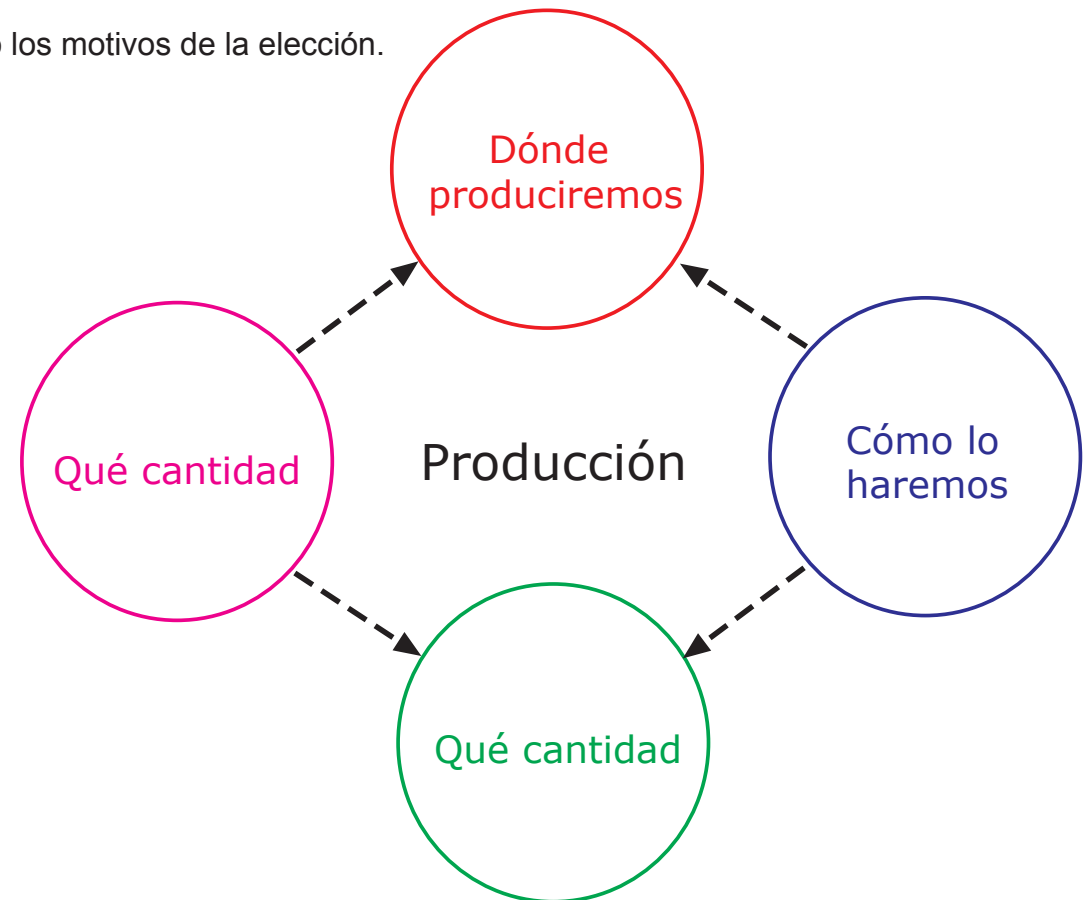 o los motivos de la elección.
Dónde
produciremos
Qué cantidad
Producción
Cómo lo
haremos
Qué cantidad